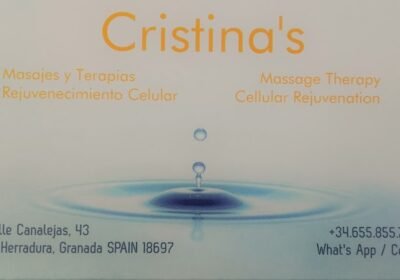 Cristina's
Masajes y Terapias
Rejuvenecimiento Celular
Massage Therapy
Cellular Rejuvenation
lle Canalejas, 43
Herradura, Granada SPAIN 18697
+34.655.855.
What's App / C